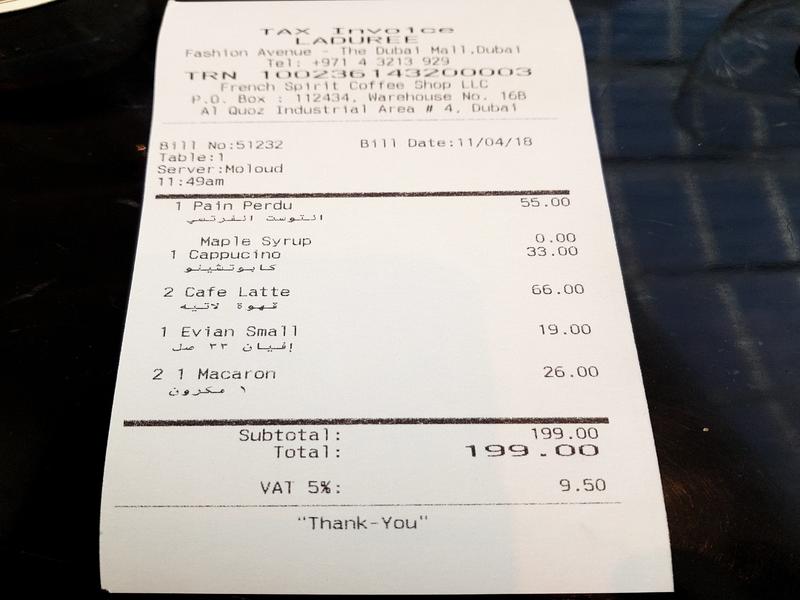 TAX Invoice
LADUREE
Fashion Avenue - The Dubai Mall,Dubai
Tel: +971 4 3213 929
TRN 100236143200003
French Spirit Coffee Shop LLC
P.O. Box : 112434, Warehouse No. 16B
Al Quoz Industrial Area # 4, Dubai
Bill No:51232 Bill Date:11/04/18
Table:1
Server:Moloud
11:49am
1 Pain Perdu 55.00
التوست الفرنسي
Maple Syrup 0.00
1 Cappucino 33.00
كابوتشينو
2 Cafe Latte 66.00
قهوة لاتيه
1 Evian Small 19.00
إفيان ٣٣ صل
2 1 Macaron 26.00
١ مكرون
Subtotal: 199.00
Total: 199.00
VAT 5%: 9.50
"Thank-You"